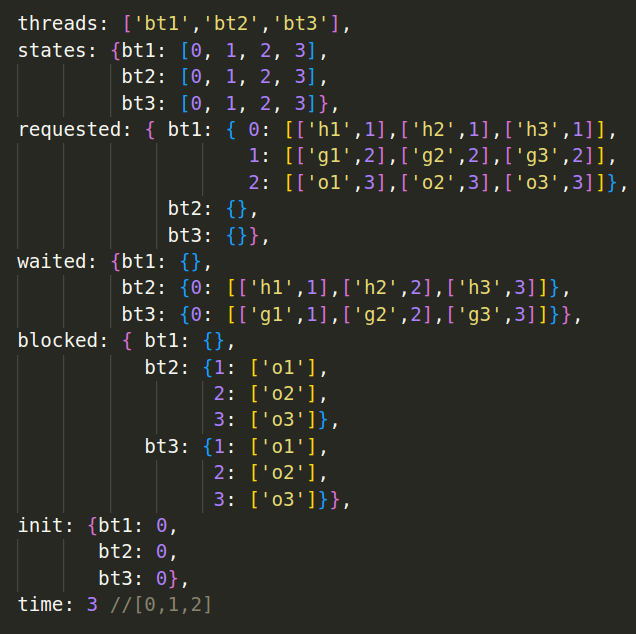 threads: ['bt1','bt2','bt3'],
states: {bt1: [0, 1, 2, 3],
bt2: [0, 1, 2, 3],
bt3: [0, 1, 2, 3]},
requested: { bt1: { 0: [['h1',1],['h2',1],['h3',1]],
1: [['g1',2],['g2',2],['g3',2]],
2: [['o1',3],['o2',3],['o3',3]]},
bt2: {},
bt3: {}},
waited: {bt1: {},
bt2: {0: [['h1',1],['h2',2],['h3',3]]},
bt3: {0: [['g1',1],['g2',2],['g3',3]]}},
blocked: { bt1: {},
bt2: {1: ['o1'],
2: ['o2'],
3: ['o3']},
bt3: {1: ['o1'],
2: ['o2'],
3: ['o3']}},
init: {bt1: 0,
bt2: 0,
bt3: 0},
time: 3 //[0,1,2]